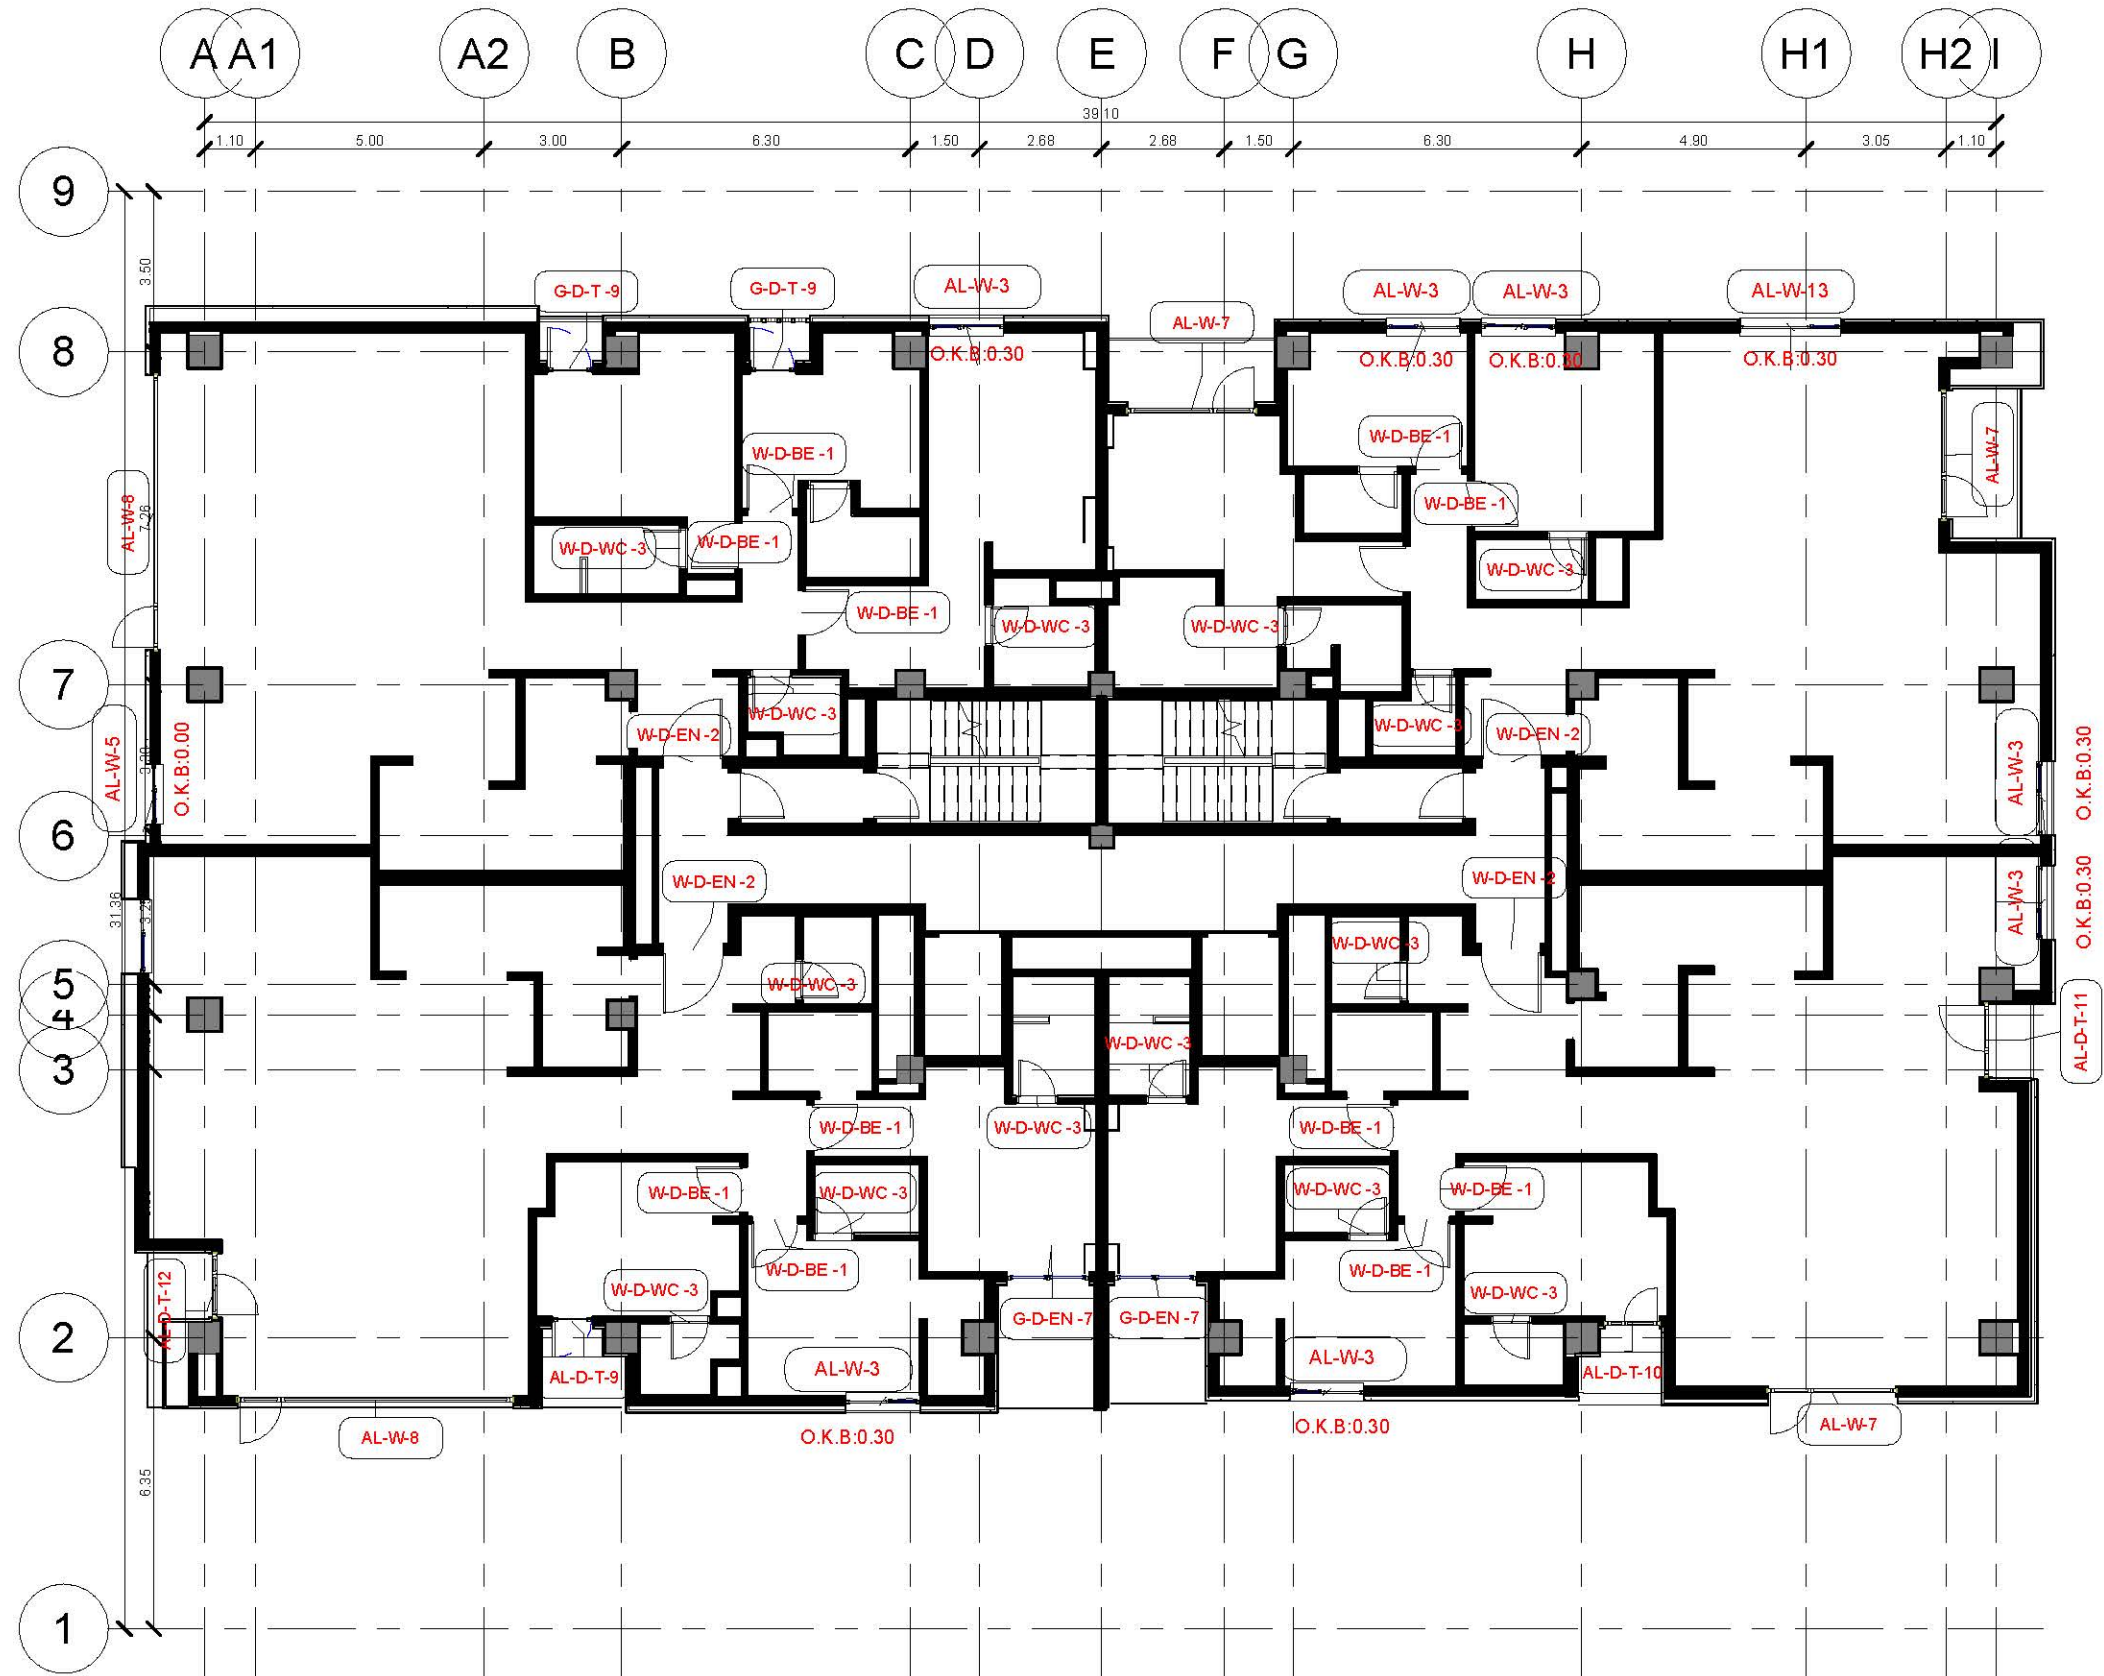 A A1 A2 B C D E F G H H1 H2 I
39.10
1.10 5.00 3.00 6.30 1.50 2.68 2.68 1.50 6.30 4.90 3.05 1.10
9
3.50
G-D-T -9 G-D-T -9 AL-W-3 AL-W-3 AL-W-3 AL-W-13
AL-W-7
8
O.K.B:0.30 O.K.B:0.30 O.K.B:0.30 O.K.B:0.30
W-D-BE -1
W-D-BE -1
AL-W-7
AL-W-8
7.26
W-D-BE -1
W-D-WC -3
W-D-BE -1
W-D-WC -3
W-D-BE -1
W-D-WC -3
W-D-WC -3
7
W-D-WC -3
W-D-EN -2
W-D-WC -3
W-D-EN -2
AL-W-5
O.K.B:0.00
AL-W-3
O.K.B:0.30
6
W-D-EN -2
W-D-EN -2
AL-W-3
O.K.B:0.30
31.36
W-D-WC -3
W-D-WC -3
5
4
AL-D-T-11
W-D-WC -3
3
W-D-BE -1
W-D-WC -3
W-D-BE -1
W-D-BE -1
W-D-WC -3
W-D-WC -3
W-D-BE -1
W-D-BE -1
W-D-BE -1
AL-D-T-12
W-D-WC -3
W-D-WC -3
G-D-EN -7
G-D-EN -7
2
AL-D-T-9
AL-W-3
AL-W-3
AL-D-T-10
AL-W-8
O.K.B:0.30
O.K.B:0.30
AL-W-7
6.35
1